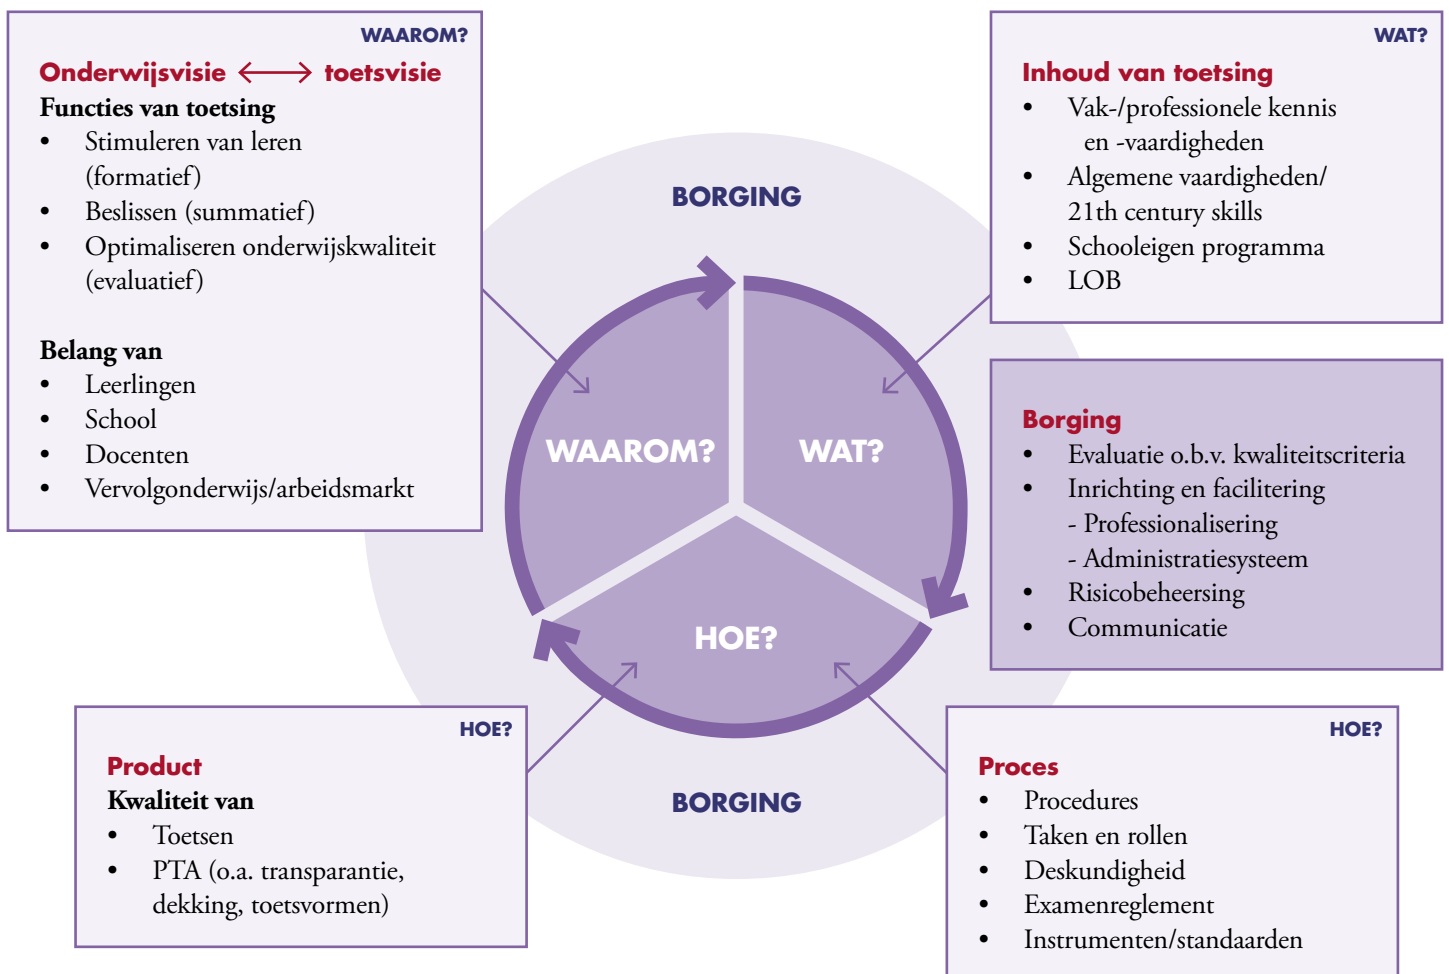 WAAROM?
Onderwijsvisie ⟷ toetsvisie
Functies van toetsing
• Stimuleren van leren
(formatief)
• Beslissen (summatief)
• Optimaliseren onderwijskwaliteit
(evaluatief)
Belang van
• Leerlingen
• School
• Docenten
• Vervolgonderwijs/arbeidsmarkt
WAT?
Inhoud van toetsing
• Vak-/professionele kennis
en -vaardigheden
• Algemene vaardigheden/
21th century skills
• Schooleigen programma
• LOB
BORGING
WAAROM?
WAT?
HOE?
BORGING
Borging
• Evaluatie o.b.v. kwaliteitscriteria
• Inrichting en facilitering
- Professionalisering
- Administratiesysteem
• Risicobeheersing
• Communicatie
HOE?
Product
Kwaliteit van
• Toetsen
• PTA (o.a. transparantie,
dekking, toetsvormen)
HOE?
Proces
• Procedures
• Taken en rollen
• Deskundigheid
• Examenreglement
• Instrumenten/standaarden